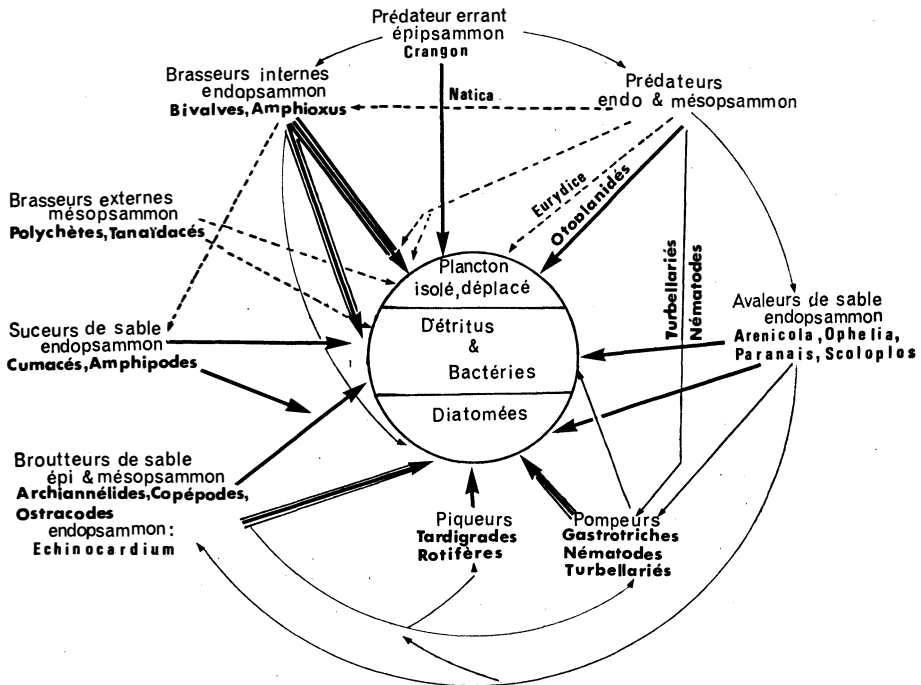 Prédateur errant
épipsammon
Crangon
Brasseurs internes
endopsammon
Bivalves, Amphioxus
Natica
Prédateurs
endo & mésopsammon
Brasseurs externes
mésopsammon
Polychètes, Tanaïdacés
Eurydice
Otoplanidés
Turbellariés
Nématodes
Plancton
isolé, déplacé
Détritus
&
Bactéries
Diatomées
Suceurs de sable
endopsammon
Cumacés, Amphipodes
Avaleurs de sable
endopsammon
Arenicola, Ophelia,
Paranais, Scoloplos
Broutteurs de sable
épi & mésopsammon
Archiannélides, Copépodes,
Ostracodes
endopsammon:
Echinocardium
Piqueurs
Tardigrades
Rotifères
Pompeurs
Gastrotriches
Nématodes
Turbellariés